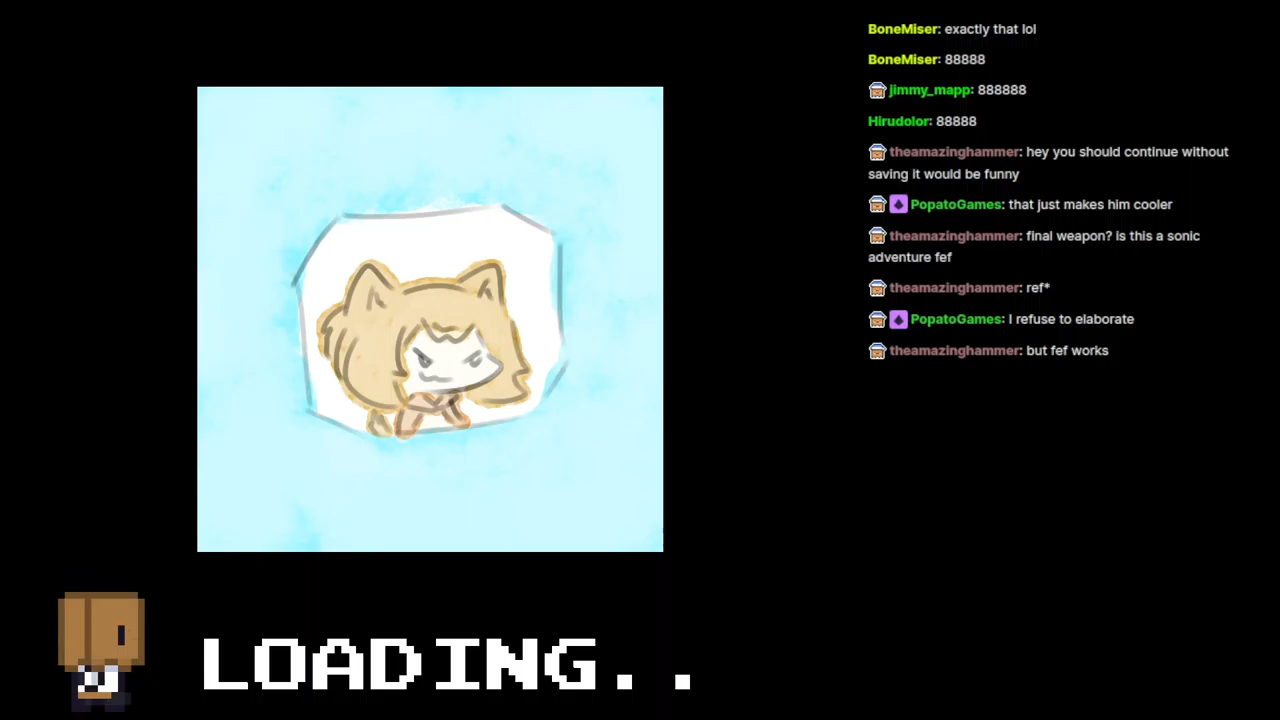 BoneMiser: exactly that lol
BoneMiser: 88888
jimmy_mapp: 888888
Hirudolor: 88888
theamazinghammer: hey you should continue without
saving it would be funny
PopatoGames: that just makes him cooler
theamazinghammer: final weapon? is this a sonic
adventure fef
theamazinghammer: ref*
PopatoGames: I refuse to elaborate
theamazinghammer: but fef works
LOADING..